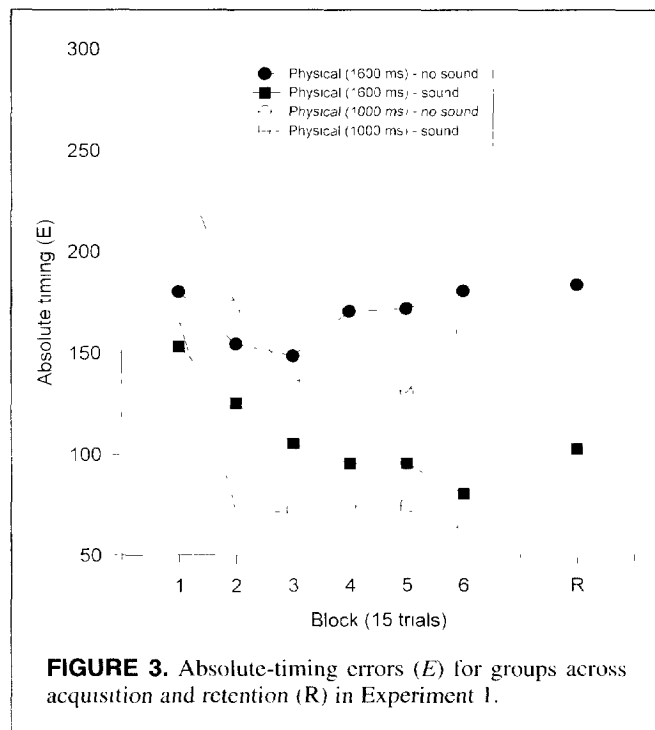 300
250
200
150
100
50
Absolute timing (E)
Physical (1600 ms) - no sound
Physical (1600 ms) - sound
Physical (1000 ms) - no sound
Physical (1000 ms) - sound
1 2 3 4 5 6 R
Block (15 trials)
FIGURE 3. Absolute-timing errors (E) for groups across
acquisition and retention (R) in Experiment 1.